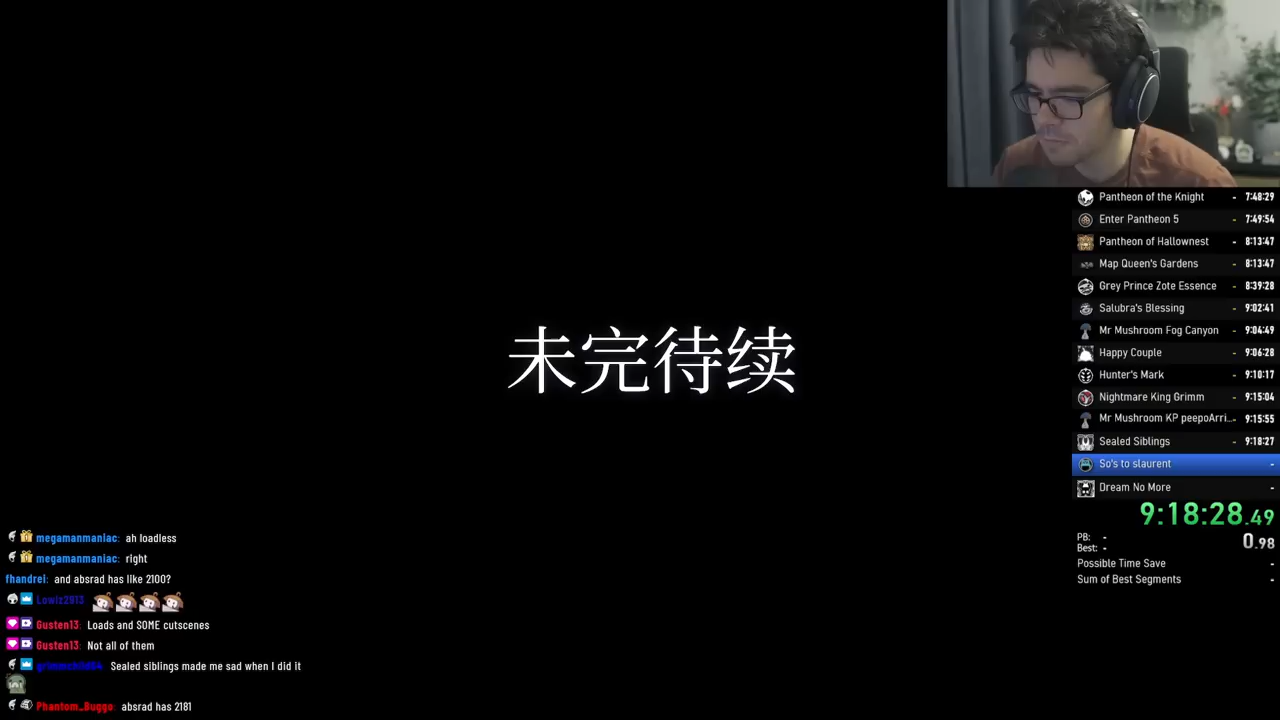 Pantheon of the Knight - 7:48:29
Enter Pantheon 5 - 7:49:54
Pantheon of Hallownest - 8:13:47
Map Queen's Gardens - 8:13:47
Grey Prince Zote Essence - 8:39:28
Salubra's Blessing - 9:02:41
Mr Mushroom Fog Canyon - 9:04:49
Happy Couple - 9:06:28
Hunter's Mark - 9:10:17
Nightmare King Grimm - 9:15:04
Mr Mushroom KP peepoArri... - 9:15:55
Sealed Siblings - 9:18:27
So's to slaurent -
Dream No More -
9:18:28.49
PB: -
Best: -
0.98
Possible Time Save -
Sum of Best Segments -
未完待续
megamanmaniac: ah loadless
megamanmaniac: right
fhandrei: and absrad has like 2100?
Lowiz2913
Gusten13: Loads and SOME cutscenes
Gusten13: Not all of them
Sealed siblings made me sad when I did it
Phantom_Buggo: absrad has 2181